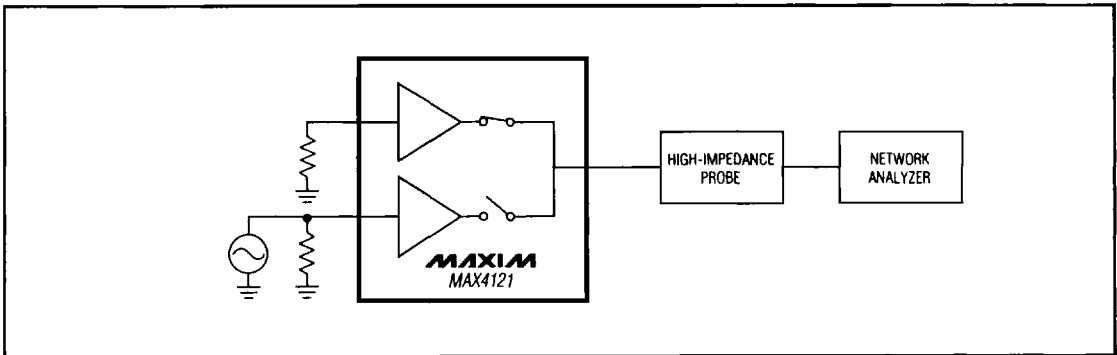 HIGH-IMPEDANCE
PROBE
NETWORK
ANALYZER
MAXIM
MAX4121